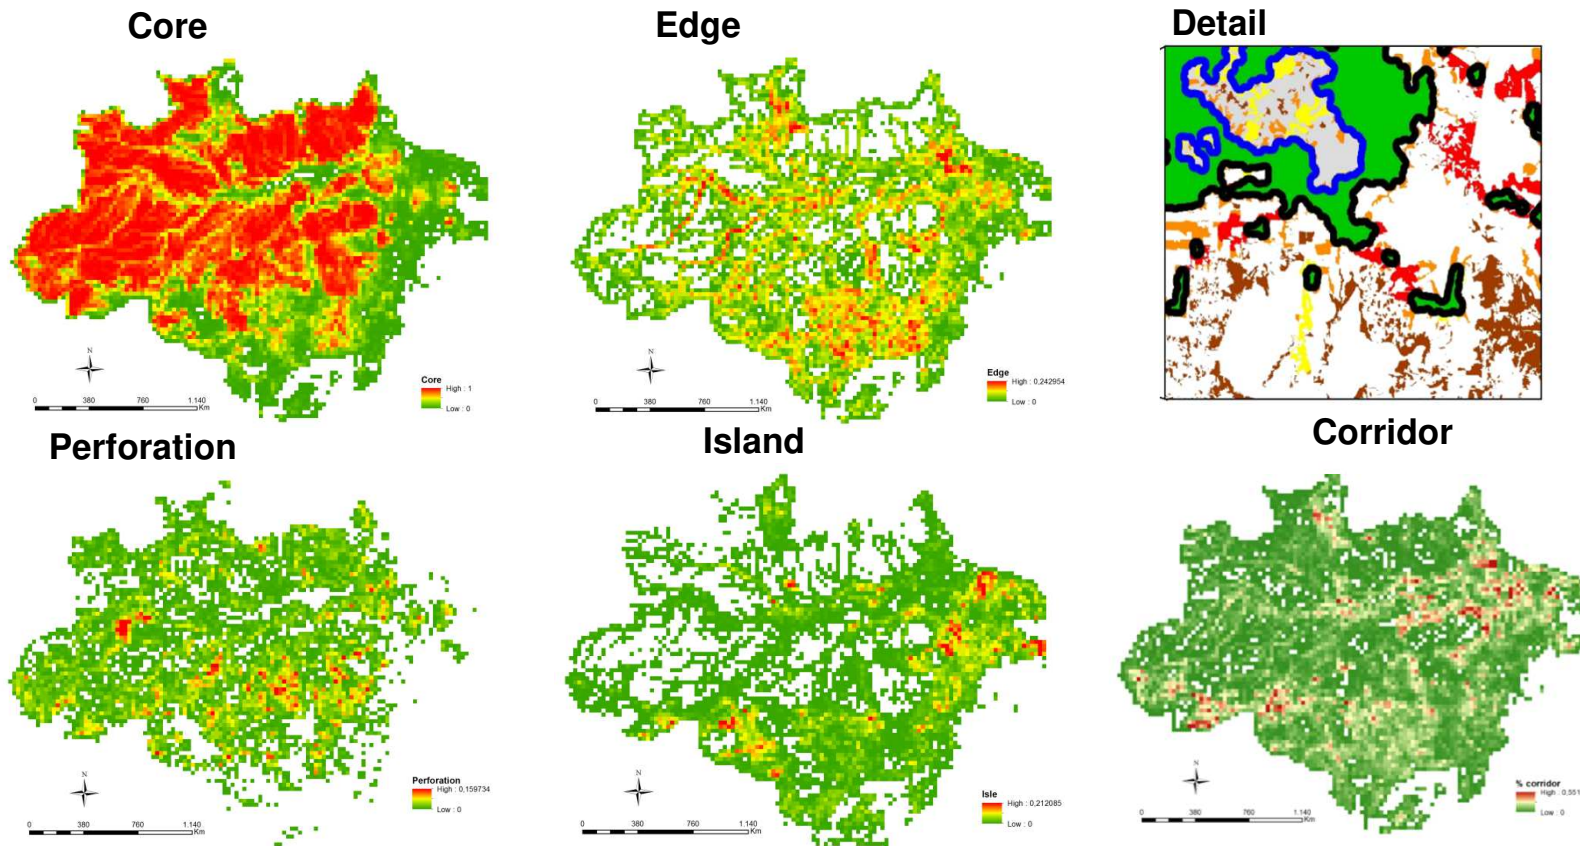 Core
Edge
Detail
N
Core
High : 1
Low : 0
0 380 760 1.140
Km
N
Edge
High : 0,242954
Low : 0
0 380 760 1.140
Km
Perforation
Island
Corridor
N
Perforation
High : 0,159734
Low : 0
0 380 760 1.140
Km
N
Isle
High : 0,212085
Low : 0
0 380 760 1.140
Km
N
% corridor
High : 0,551
Low : 0
0 380 760 1.140
Km